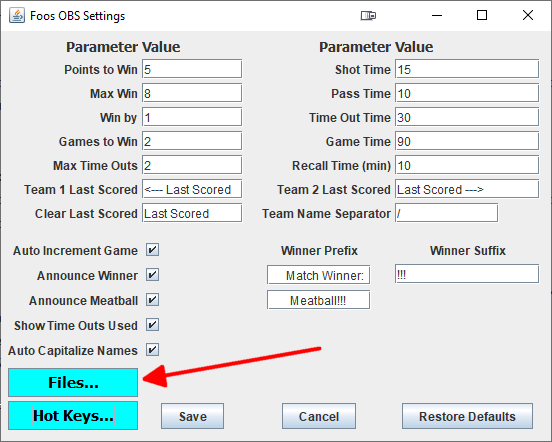 Foos OBS Settings
Parameter Value Parameter Value
Points to Win 5 Shot Time 15
Max Win 8 Pass Time 10
Win by 1 Time Out Time 30
Games to Win 2 Game Time 90
Max Time Outs 2 Recall Time (min) 10
Team 1 Last Scored <--- Last Scored Team 2 Last Scored Last Scored --->
Clear Last Scored Last Scored Team Name Separator /
Auto Increment Game Winner Prefix Winner Suffix
Announce Winner Match Winner: !!!
Announce Meatball Meatball!!!
Show Time Outs Used
Auto Capitalize Names
Files...
Hot Keys... Save Cancel Restore Defaults